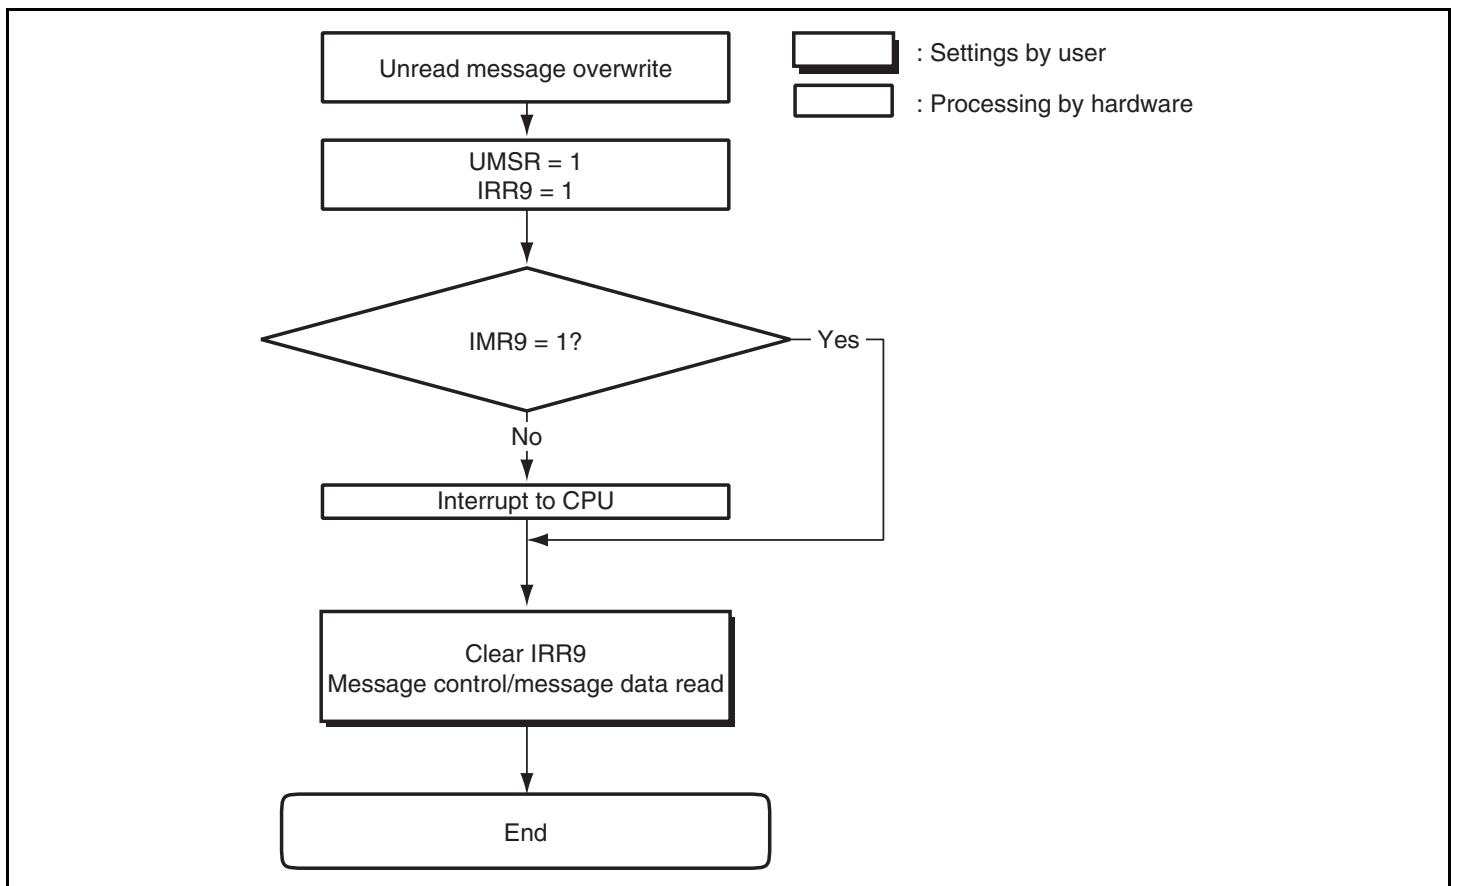 Unread message overwrite
: Settings by user
: Processing by hardware
UMSR = 1
IRR9 = 1
IMR9 = 1?
Yes
No
Interrupt to CPU
Clear IRR9
Message control/message data read
End